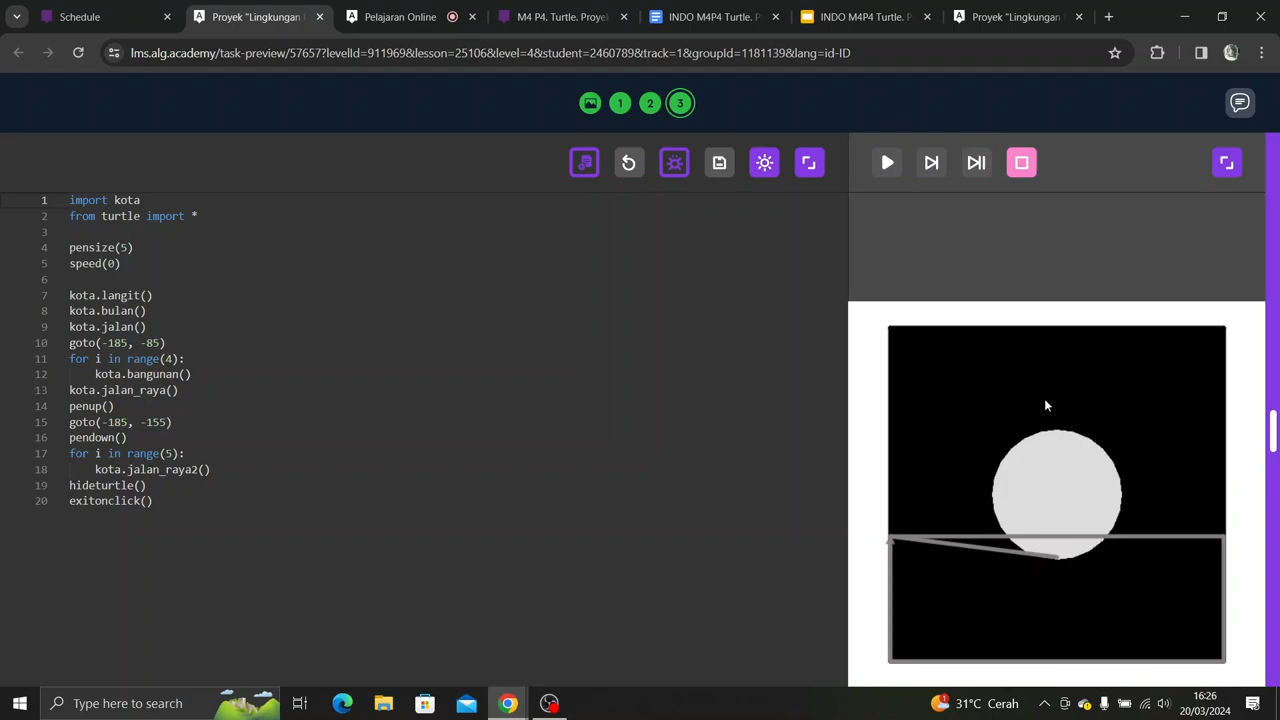 Schedule
Proyek "Lingkungan
Pelajaran Online
M4 P4. Turtle. Proye
INDO M4P4 Turtle. P
INDO M4P4 Turtle. P
Proyek "Lingkungan
lms.alg.academy/task-preview/57657?levelId=911969&lesson=25106&level=4&student=2460789&track=1&groupId=1181139&lang=id-ID
1 2 3
1 import kota
2 from turtle import *
3
4 pensize(5)
5 speed(0)
6
7 kota.langit()
8 kota.bulan()
9 kota.jalan()
10 goto(-185, -85)
11 for i in range(4):
12 kota.bangunan()
13 kota.jalan_raya()
14 penup()
15 goto(-185, -155)
16 pendown()
17 for i in range(5):
18 kota.jalan_raya2()
19 hideturtle()
20 exitonclick()
Type here to search
1
31°C Cerah
16:26
20/03/2024